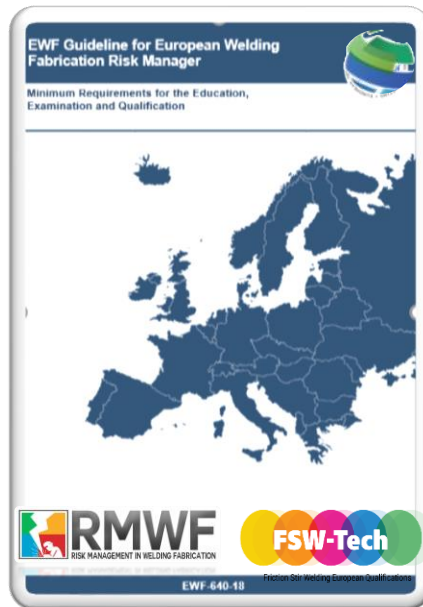 EWF Guideline for European Welding
Fabrication Risk Manager
Minimum Requirements for the Education,
Examination and Qualification
RMWF
RISK MANAGEMENT IN WELDING FABRICATION
FSW-Tech
Friction Stir Welding European Qualifications
EWF-640-18